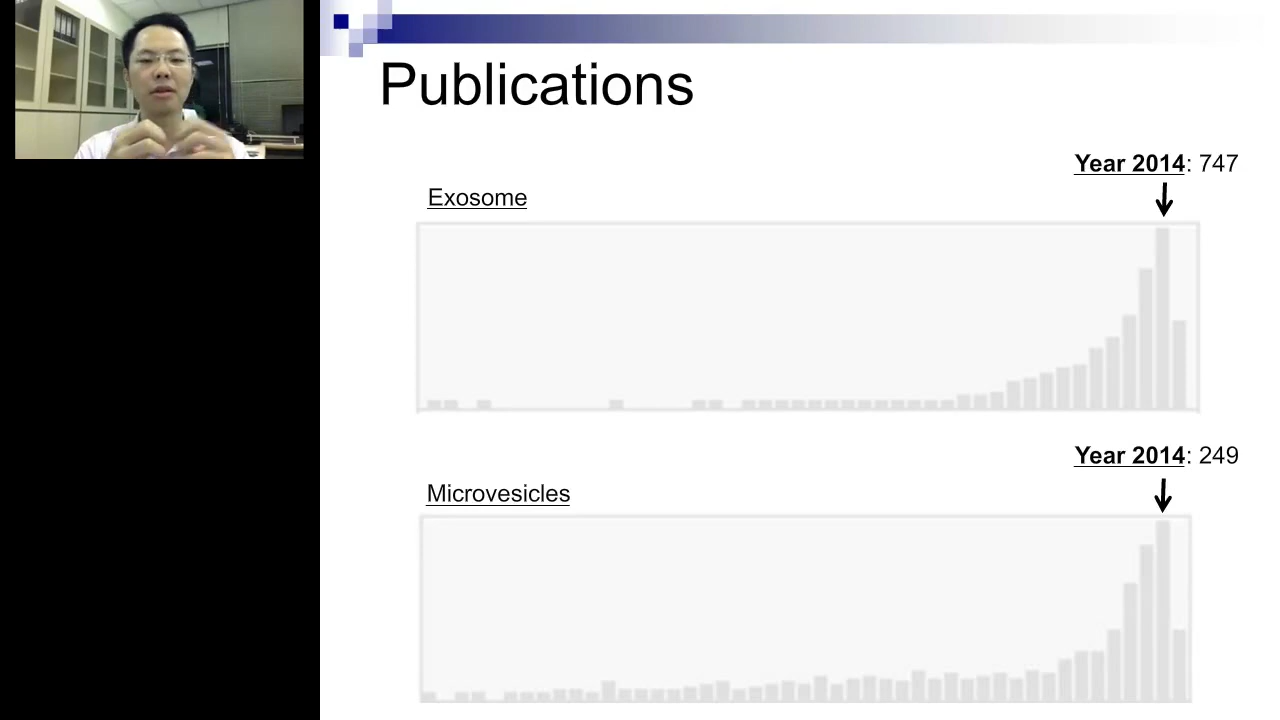 Publications
Year 2014: 747
Exosome
Year 2014: 249
Microvesicles